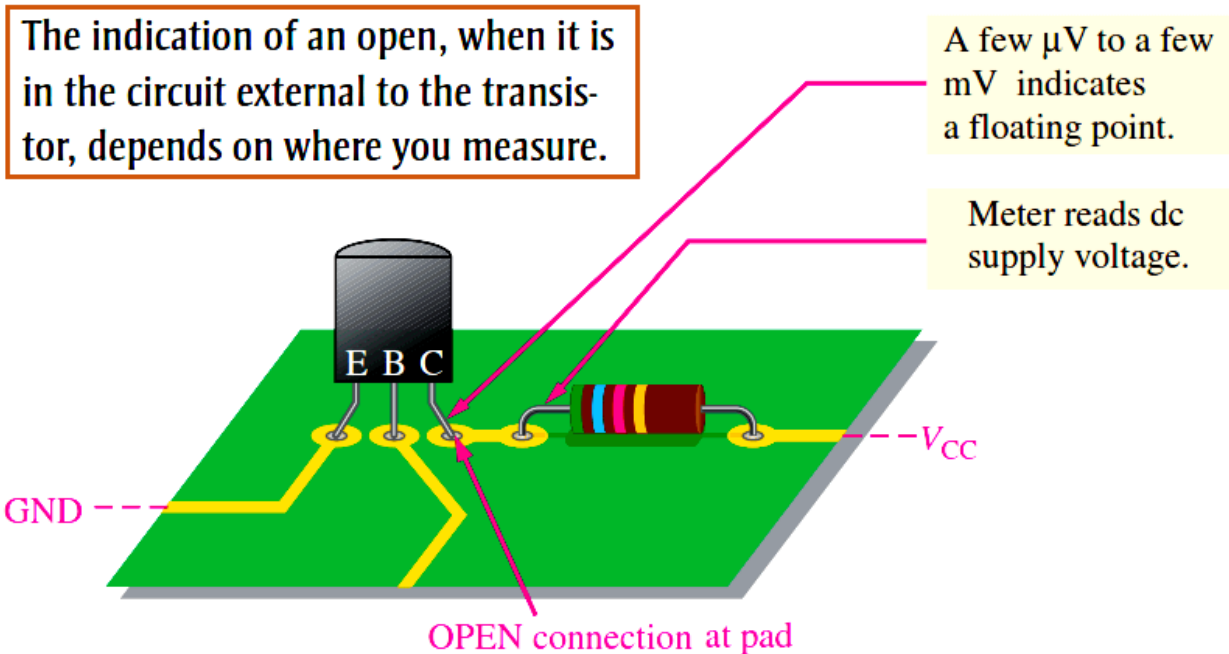 The indication of an open, when it is
in the circuit external to the transis-
tor, depends on where you measure.
A few μV to a few
mV indicates
a floating point.
Meter reads dc
supply voltage.
E B C
VCC
GND
OPEN connection at pad